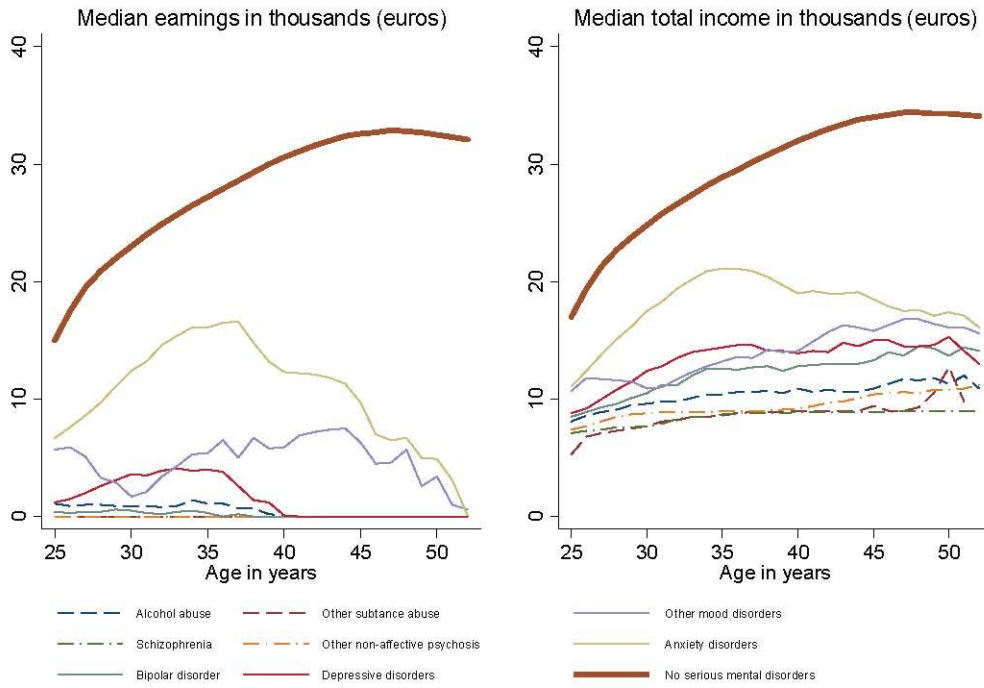 Median earnings in thousands (euros)
40
30
20
10
0
25 30 35 40 45 50
Age in years
Median total income in thousands (euros)
40
30
20
10
0
25 30 35 40 45 50
Age in years
Alcohol abuse
Other subtance abuse
Schizophrenia
Other non-affective psychosis
Bipolar disorder
Depressive disorders
Other mood disorders
Anxiety disorders
No serious mental disorders